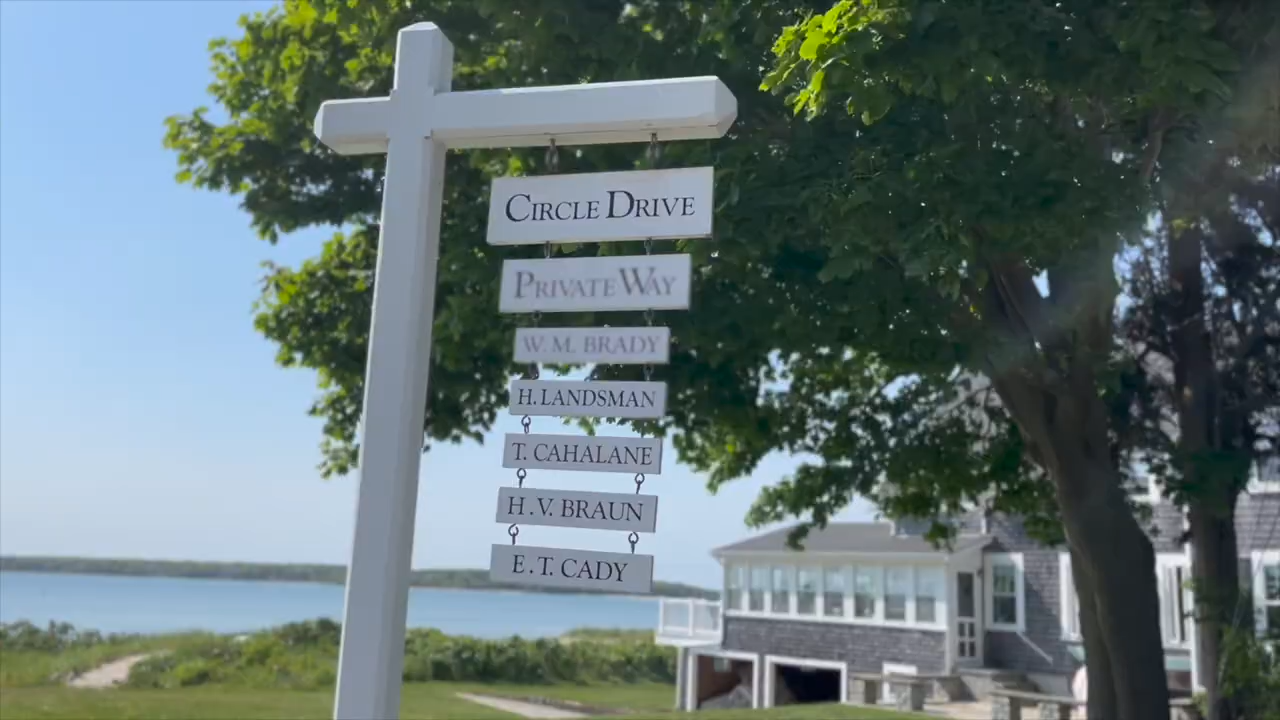 CIRCLE DRIVE
PRIVATE WAY
W. M. BRADY
H. LANDSMAN
T. CAHALANE
H. V. BRAUN
E. T. CADY